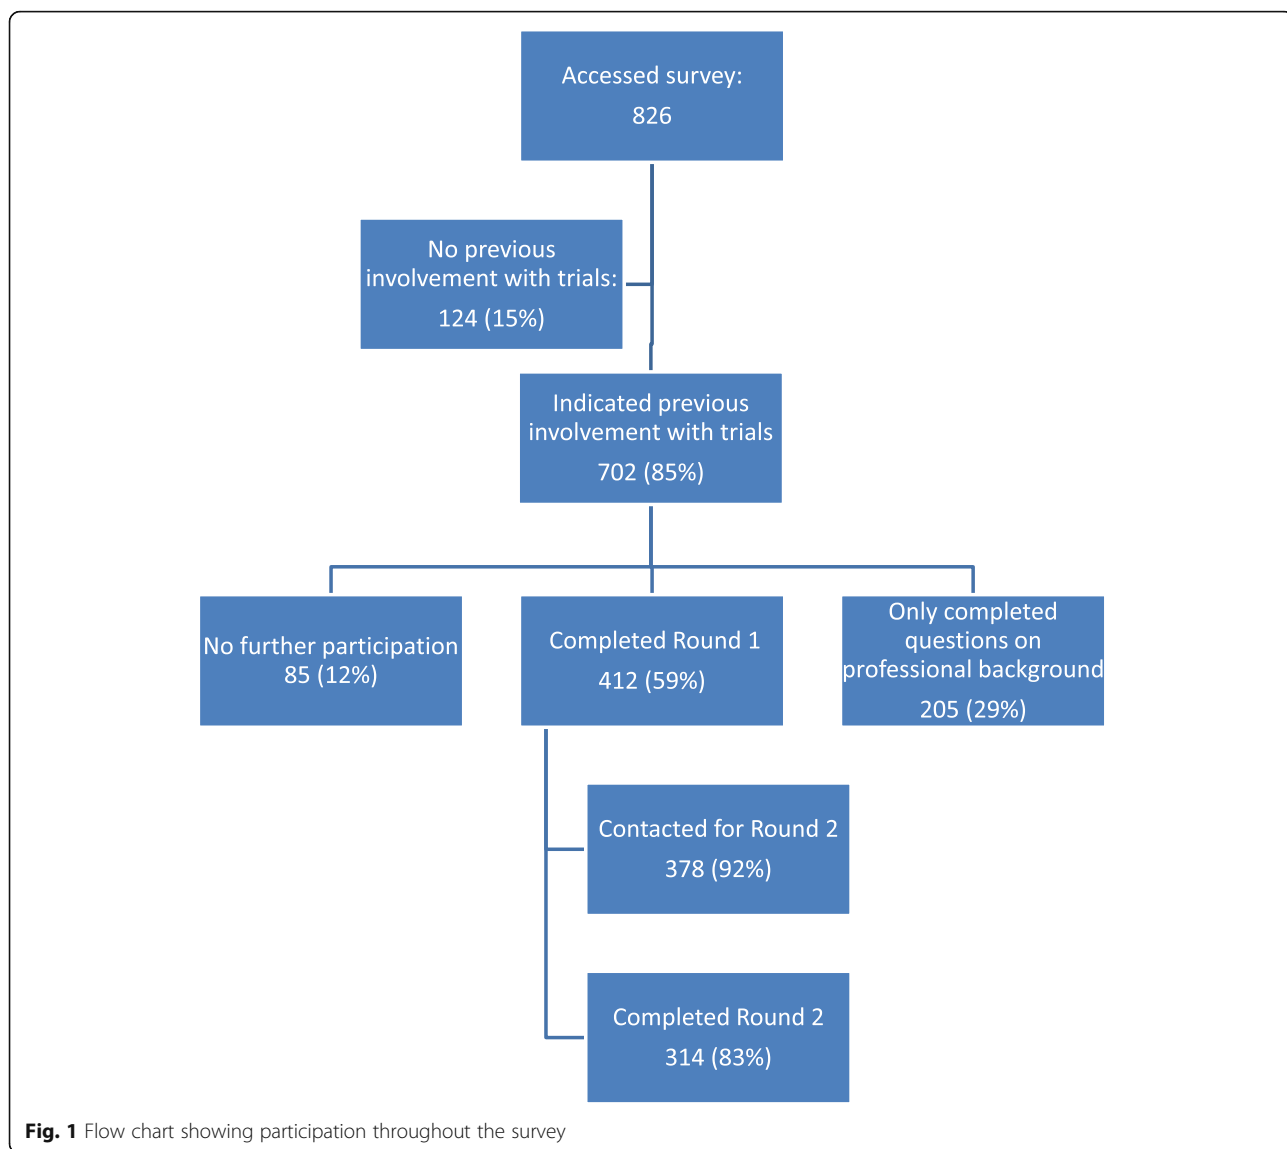 Accessed survey:
826
No previous
involvement with trials:
124 (15%)
Indicated previous
involvement with trials
702 (85%)
No further participation
85 (12%)
Completed Round 1
412 (59%)
Only completed
questions on
professional background
205 (29%)
Contacted for Round 2
378 (92%)
Completed Round 2
314 (83%)
Fig. 1 Flow chart showing participation throughout the survey